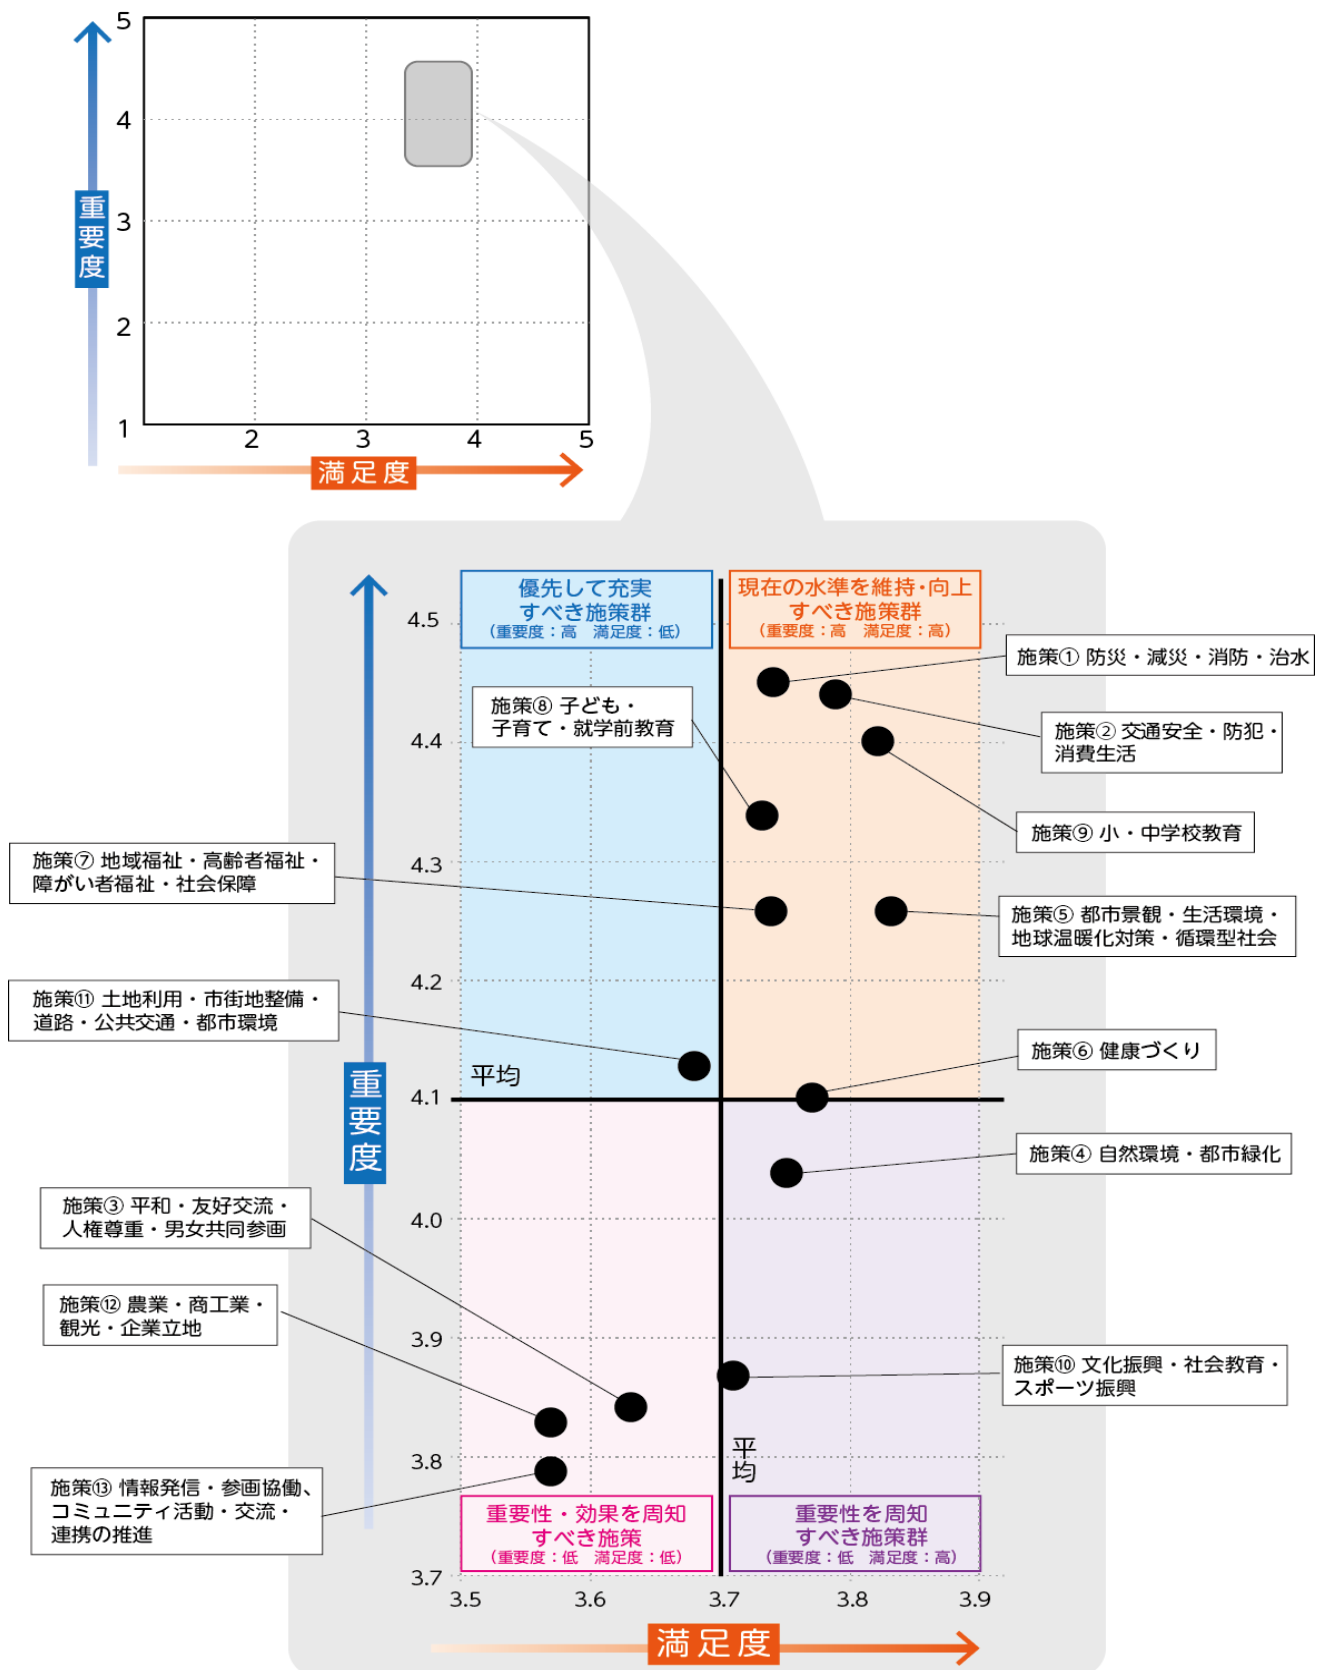 5
4
3
2
1
重要度
2
3
4
5
満足度
優先して充実
すべき施策群
(重要度：高 満足度：低)
現在の水準を維持・向上
すべき施策群
(重要度：高 満足度：高)
4.5
4.4
4.3
4.2
4.1
4.0
3.9
3.8
3.7
重要度
施策① 防災・減災・消防・治水
施策⑧ 子ども・
子育て・就学前教育
施策② 交通安全・防犯・
消費生活
施策⑨ 小・中学校教育
施策⑦ 地域福祉・高齢者福祉・
障がい者福祉・社会保障
施策⑤ 都市景観・生活環境・
地球温暖化対策・循環型社会
施策⑪ 土地利用・市街地整備・
道路・公共交通・都市環境
施策⑥ 健康づくり
平均
施策④ 自然環境・都市緑化
施策③ 平和・友好交流・
人権尊重・男女共同参画
施策⑫ 農業・商工業・
観光・企業立地
施策⑩ 文化振興・社会教育・
スポーツ振興
平均
施策⑬ 情報発信・参画協働、
コミュニティ活動・交流・
連携の推進
重要性・効果を周知
すべき施策
(重要度：低 満足度：低)
重要性を周知
すべき施策群
(重要度：低 満足度：高)
3.5
3.6
3.7
3.8
3.9
満足度